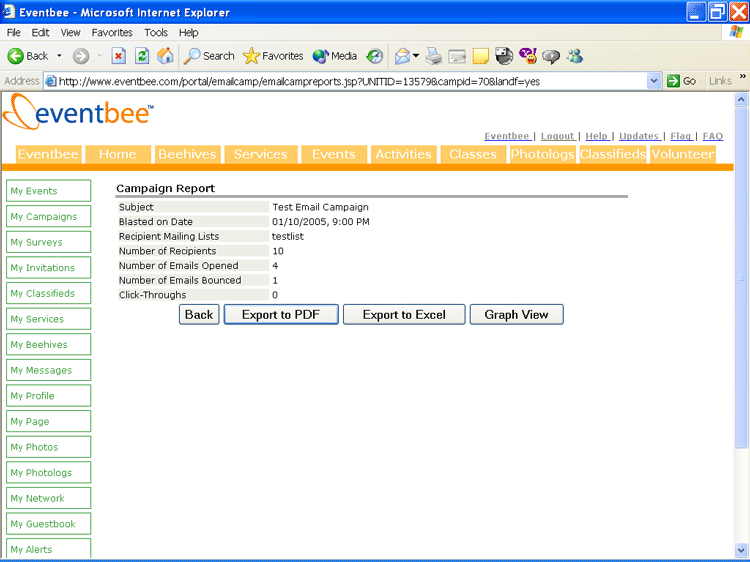 Eventbee - Microsoft Internet Explorer
File Edit View Favorites Tools Help
Back Search Favorites Media
Address http://www.eventbee.com/portal/emailcamp/emailcampreports.jsp?UNITID=13579&campid=70&landf=yes Go Links »
eventbee™
Eventbee | Logout | Help | Updates | Flag | FAQ
Eventbee Home Beehives Services Events Activities Classes Photologs Classifieds Volunteer
My Events
My Campaigns
My Surveys
My Invitations
My Classifieds
My Services
My Beehives
My Messages
My Profile
My Page
My Photos
My Photologs
My Network
My Guestbook
My Alerts
Campaign Report
Subject Test Email Campaign
Blasted on Date 01/10/2005, 9:00 PM
Recipient Mailing Lists testlist
Number of Recipients 10
Number of Emails Opened 4
Number of Emails Bounced 1
Click-Throughs 0
Back Export to PDF Export to Excel Graph View